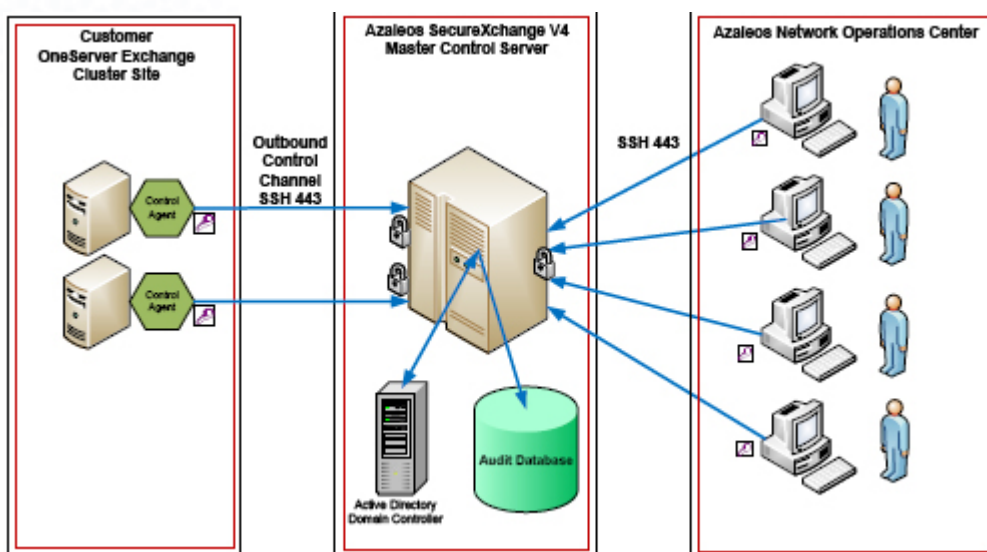 Customer
OneServer Exchange
Cluster Site
Azaleos SecureXchange V4
Master Control Server
Azaleos Network Operations Center
Outbound
Control
Channel
SSH 443
SSH 443
Control
Agent
Control
Agent
Audit Database
Active Directory
Domain Controller